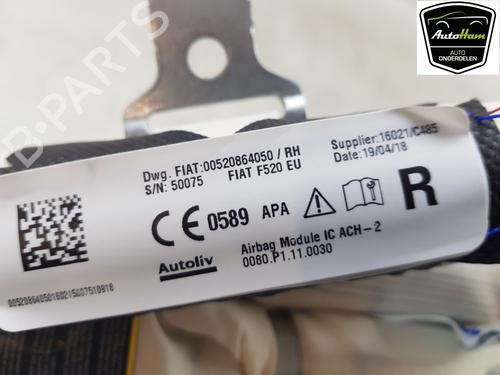 AutoHam
AUTO
ONDERDELEN
B-PARTS
Dwg. FIAT:00520864050 / RH
Supplier:16021/C485
S/N: 50075 FIAT F520 EU
Date:19/04/18
CE 0589 APA
R
Autoliv
Airbag Module IC ACH-2
0080.P1.11.0030